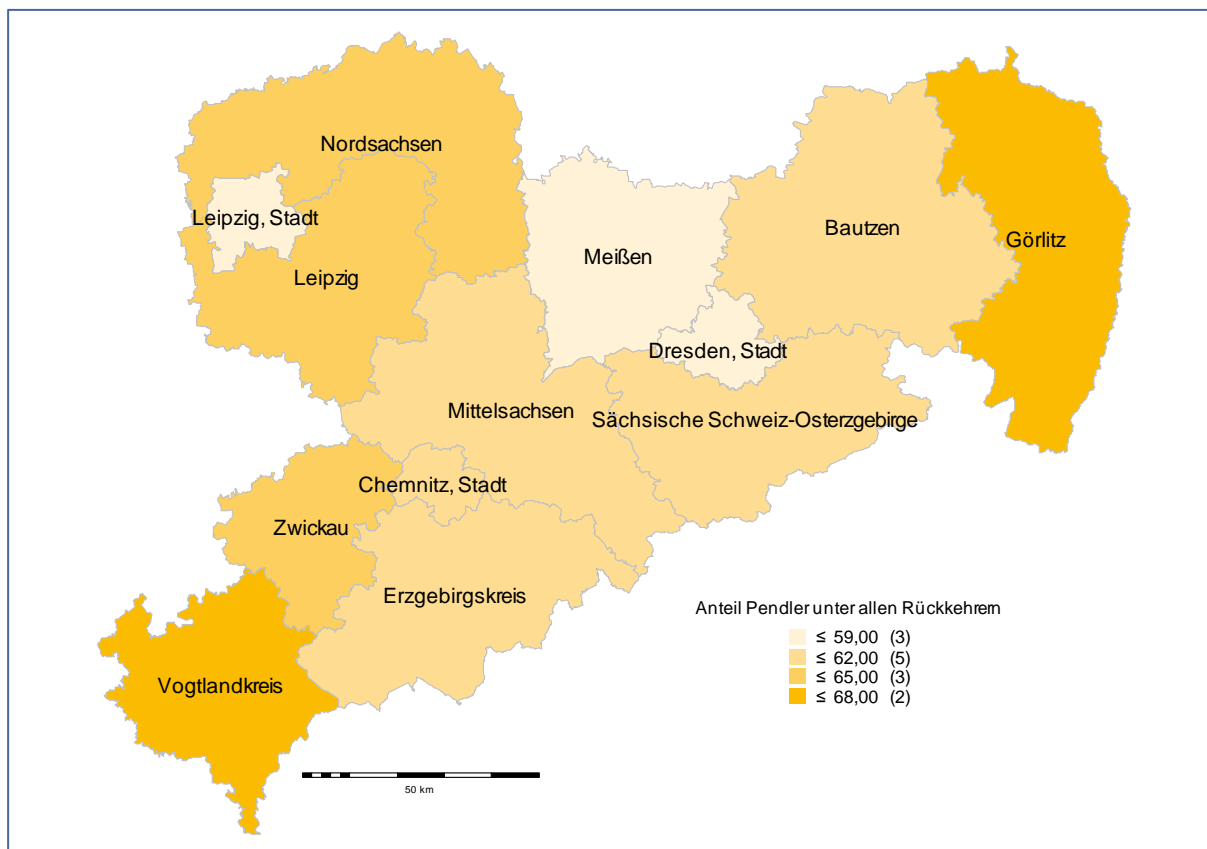 Nordsachsen
Leipzig, Stadt
Bautzen
Görlitz
Meißen
Leipzig
Dresden, Stadt
Mittelsachsen
Sächsische Schweiz-Osterzgebirge
Chemnitz, Stadt
Zwickau
Erzgebirgskreis
Vogtlandkreis
Anteil Pendler unter allen Rückkehrern
≤ 59,00 (3)
≤ 62,00 (5)
≤ 65,00 (3)
≤ 68,00 (2)
50 km